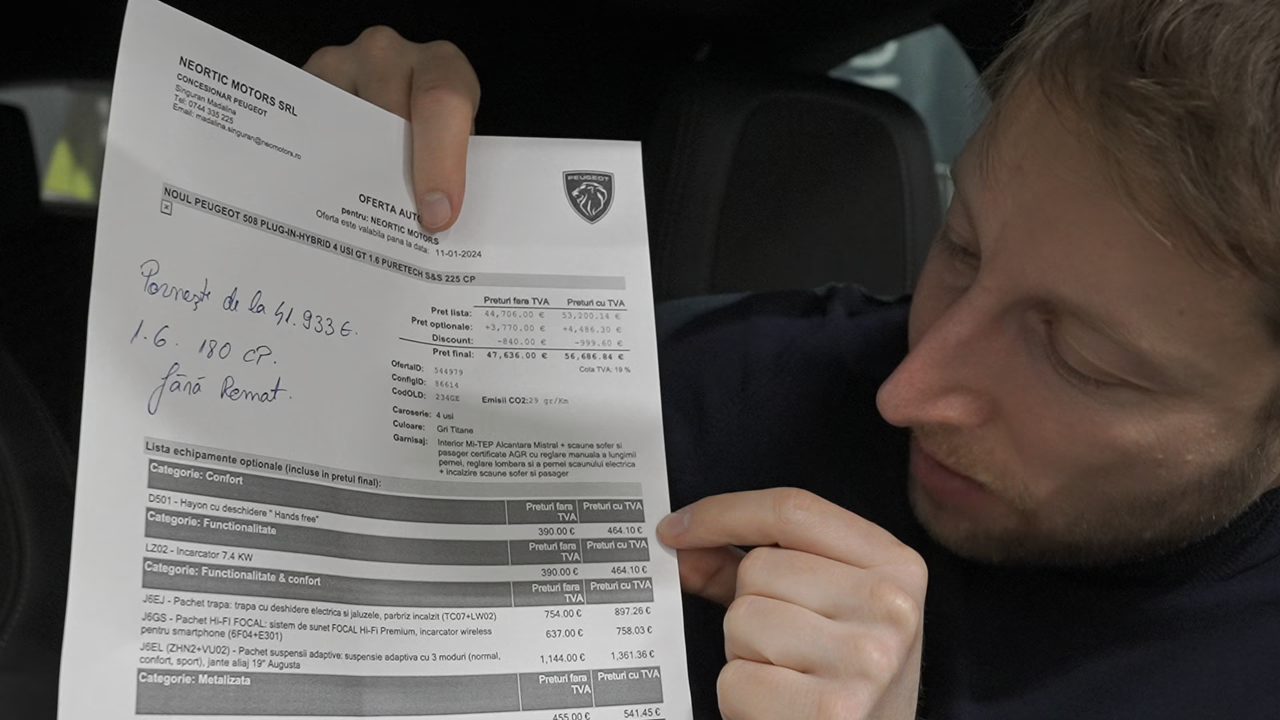 NEORTIC MOTORS SRL
CONCESIONAR PEUGEOT
Singuran Madalina
Tel: 0744 335 225
Email: madalina.singuran@neomotors.ro
PEUGEOT
OFERTA AUTO
pentru: NEORTIC MOTORS
Oferta este valabila pana la data: 11-01-2024
NOUL PEUGEOT 508 PLUG-IN-HYBRID 4 USI GT 1.6 PURETECH S&S 225 CP
Pornește de la 41.933 €.
1.6. 180 CP.
fără Remat.
Preturi fare TVA Preturi cu TVA
Pret lista: 44,706.00 € 53,200.14 €
Pret optionale: +3,770.00 € +4,486.30 €
Discount: -840.00 € -999.60 €
Pret final: 47,636.00 € 56,686.84 €
Cota TVA: 19 %
OfertaID: 544979
ConfigID: 86614
CodOLD: 234GE Emisii CO2:29 gr/Km
Caroserie: 4 usi
Culoare: Gri Titane
Garnisaj: Interior Mi-TEP Alcantara Mistral + scaune sofer si
pasager certificate AGR cu reglare manuala a lungimii
pernei, reglare lombara si a pernei scaunului electrica
+ incalzire scaune sofer si pasager
Lista echipamente optionale (incluse in pretul final):
Categorie: Confort Preturi fara TVA Preturi cu TVA
D501 - Hayon cu deschidere " Hands free" 390.00 € 464.10 €
Categorie: Functionalitate Preturi fara TVA Preturi cu TVA
LZ02 - Incarcator 7.4 KW 390.00 € 464.10 €
Categorie: Functionalitate & confort Preturi fara TVA Preturi cu TVA
J6EJ - Pachet trapa: trapa cu deshidere electrica si jaluzele, parbriz incalzit (TC07+LW02) 754.00 € 897.26 €
J6GS - Pachet Hi-Fi FOCAL: sistem de sunet FOCAL Hi-Fi Premium, incarcator wireless
pentru smartphone (6F04+E301) 637.00 € 758.03 €
J6EL (ZHN2+VU02) - Pachet suspensii adaptive: suspensie adaptiva cu 3 moduri (normal,
confort, sport), jante aliaj 19" Augusta 1,144.00 € 1,361.36 €
Categorie: Metalizata Preturi fara TVA Preturi cu TVA
455.00 € 541.45 €